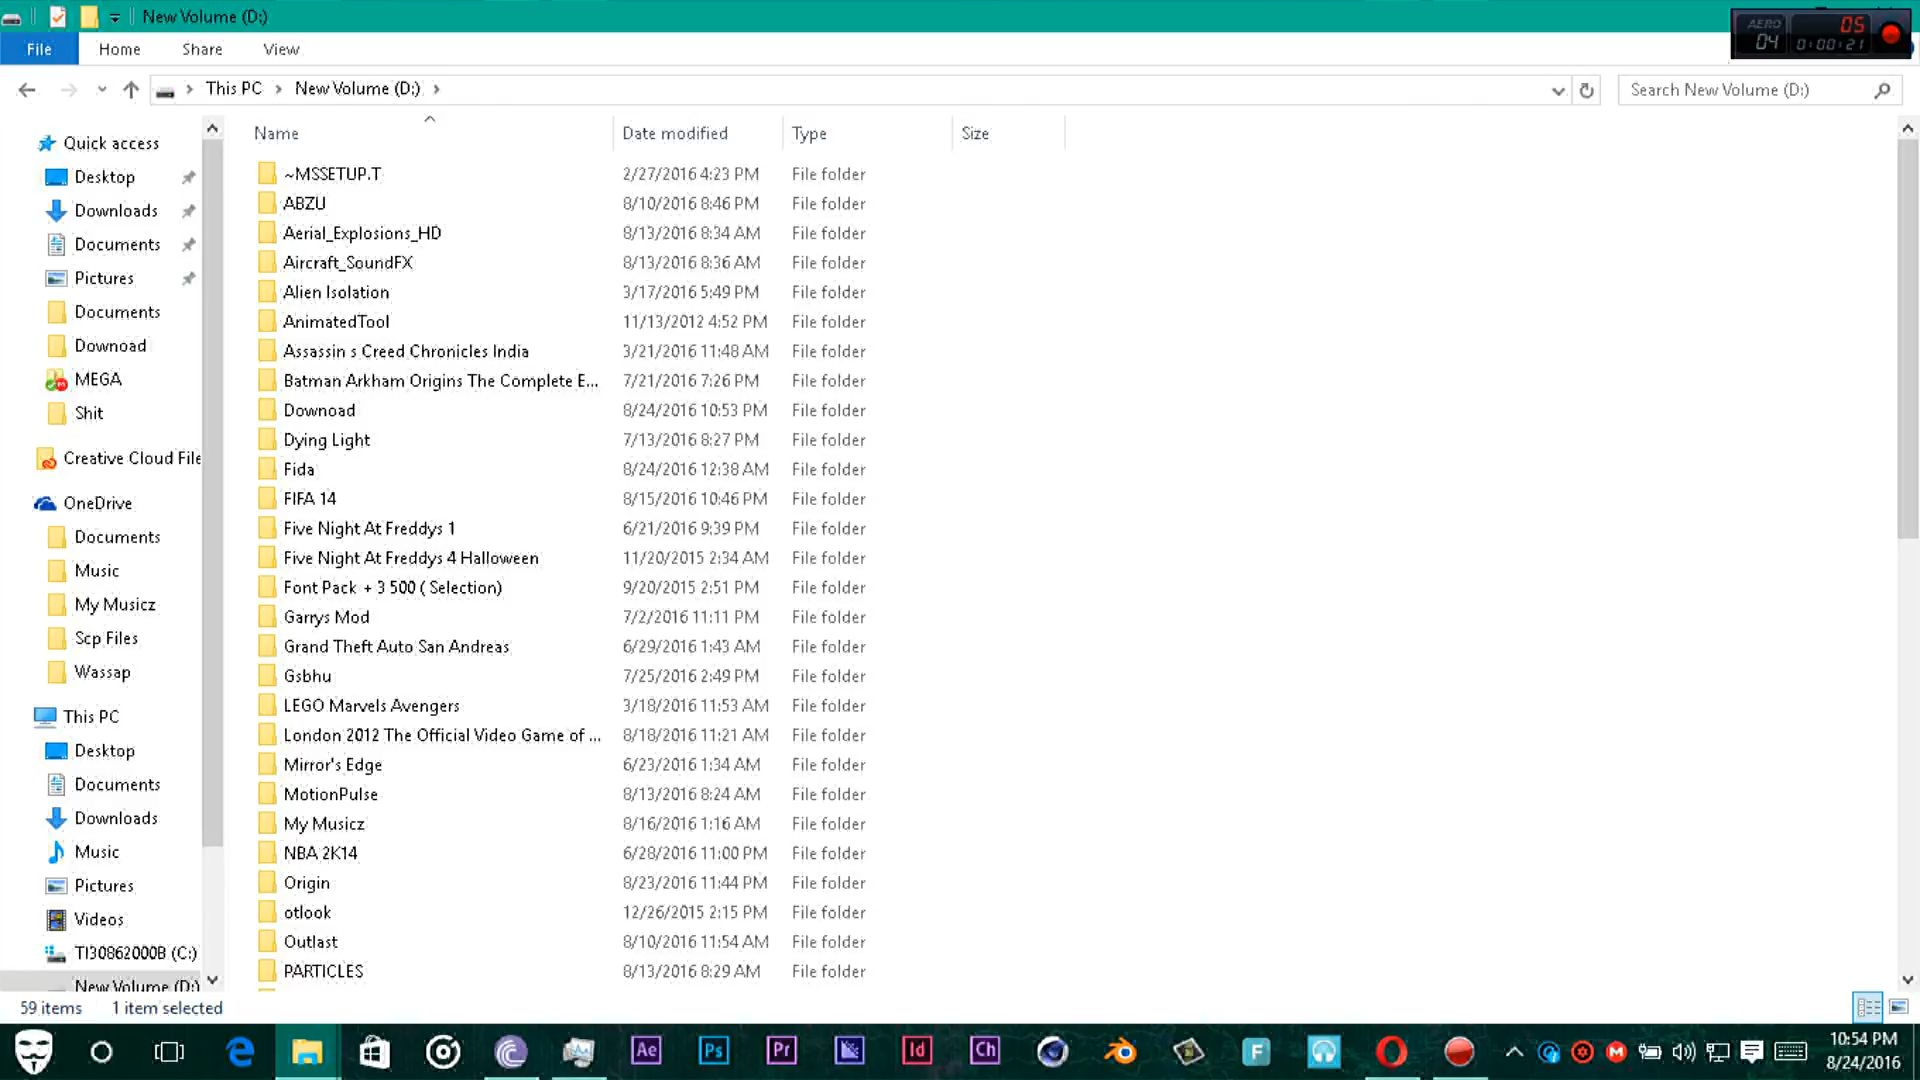 New Volume (D:)
AERO 04 05 0:00:21
File Home Share View
This PC New Volume (D:) Search New Volume (D:)
Name Date modified Type Size
Quick access
Desktop
Downloads
Documents
Pictures
Documents
Downoad
MEGA
Shit
Creative Cloud File
OneDrive
Documents
Music
My Musicz
Scp Files
Wassap
This PC
Desktop
Documents
Downloads
Music
Pictures
Videos
TI30862000B (C:)
New Volume (D:)
~MSSETUP.T 2/27/2016 4:23 PM File folder
ABZU 8/10/2016 8:46 PM File folder
Aerial_Explosions_HD 8/13/2016 8:34 AM File folder
Aircraft_SoundFX 8/13/2016 8:36 AM File folder
Alien Isolation 3/17/2016 5:49 PM File folder
AnimatedTool 11/13/2012 4:52 PM File folder
Assassin s Creed Chronicles India 3/21/2016 11:48 AM File folder
Batman Arkham Origins The Complete E... 7/21/2016 7:26 PM File folder
Downoad 8/24/2016 10:53 PM File folder
Dying Light 7/13/2016 8:27 PM File folder
Fida 8/24/2016 12:38 AM File folder
FIFA 14 8/15/2016 10:46 PM File folder
Five Night At Freddys 1 6/21/2016 9:39 PM File folder
Five Night At Freddys 4 Halloween 11/20/2015 2:34 AM File folder
Font Pack + 3 500 ( Selection) 9/20/2015 2:51 PM File folder
Garrys Mod 7/2/2016 11:11 PM File folder
Grand Theft Auto San Andreas 6/29/2016 1:43 AM File folder
Gsbhu 7/25/2016 2:49 PM File folder
LEGO Marvels Avengers 3/18/2016 11:53 AM File folder
London 2012 The Official Video Game of ... 8/18/2016 11:21 AM File folder
Mirror's Edge 6/23/2016 1:34 AM File folder
MotionPulse 8/13/2016 8:24 AM File folder
My Musicz 8/16/2016 1:16 AM File folder
NBA 2K14 6/28/2016 11:00 PM File folder
Origin 8/23/2016 11:44 PM File folder
otlook 12/26/2015 2:15 PM File folder
Outlast 8/10/2016 11:54 AM File folder
PARTICLES 8/13/2016 8:29 AM File folder
59 items 1 item selected
Ae Ps Pr Id Ch F
10:54 PM
8/24/2016